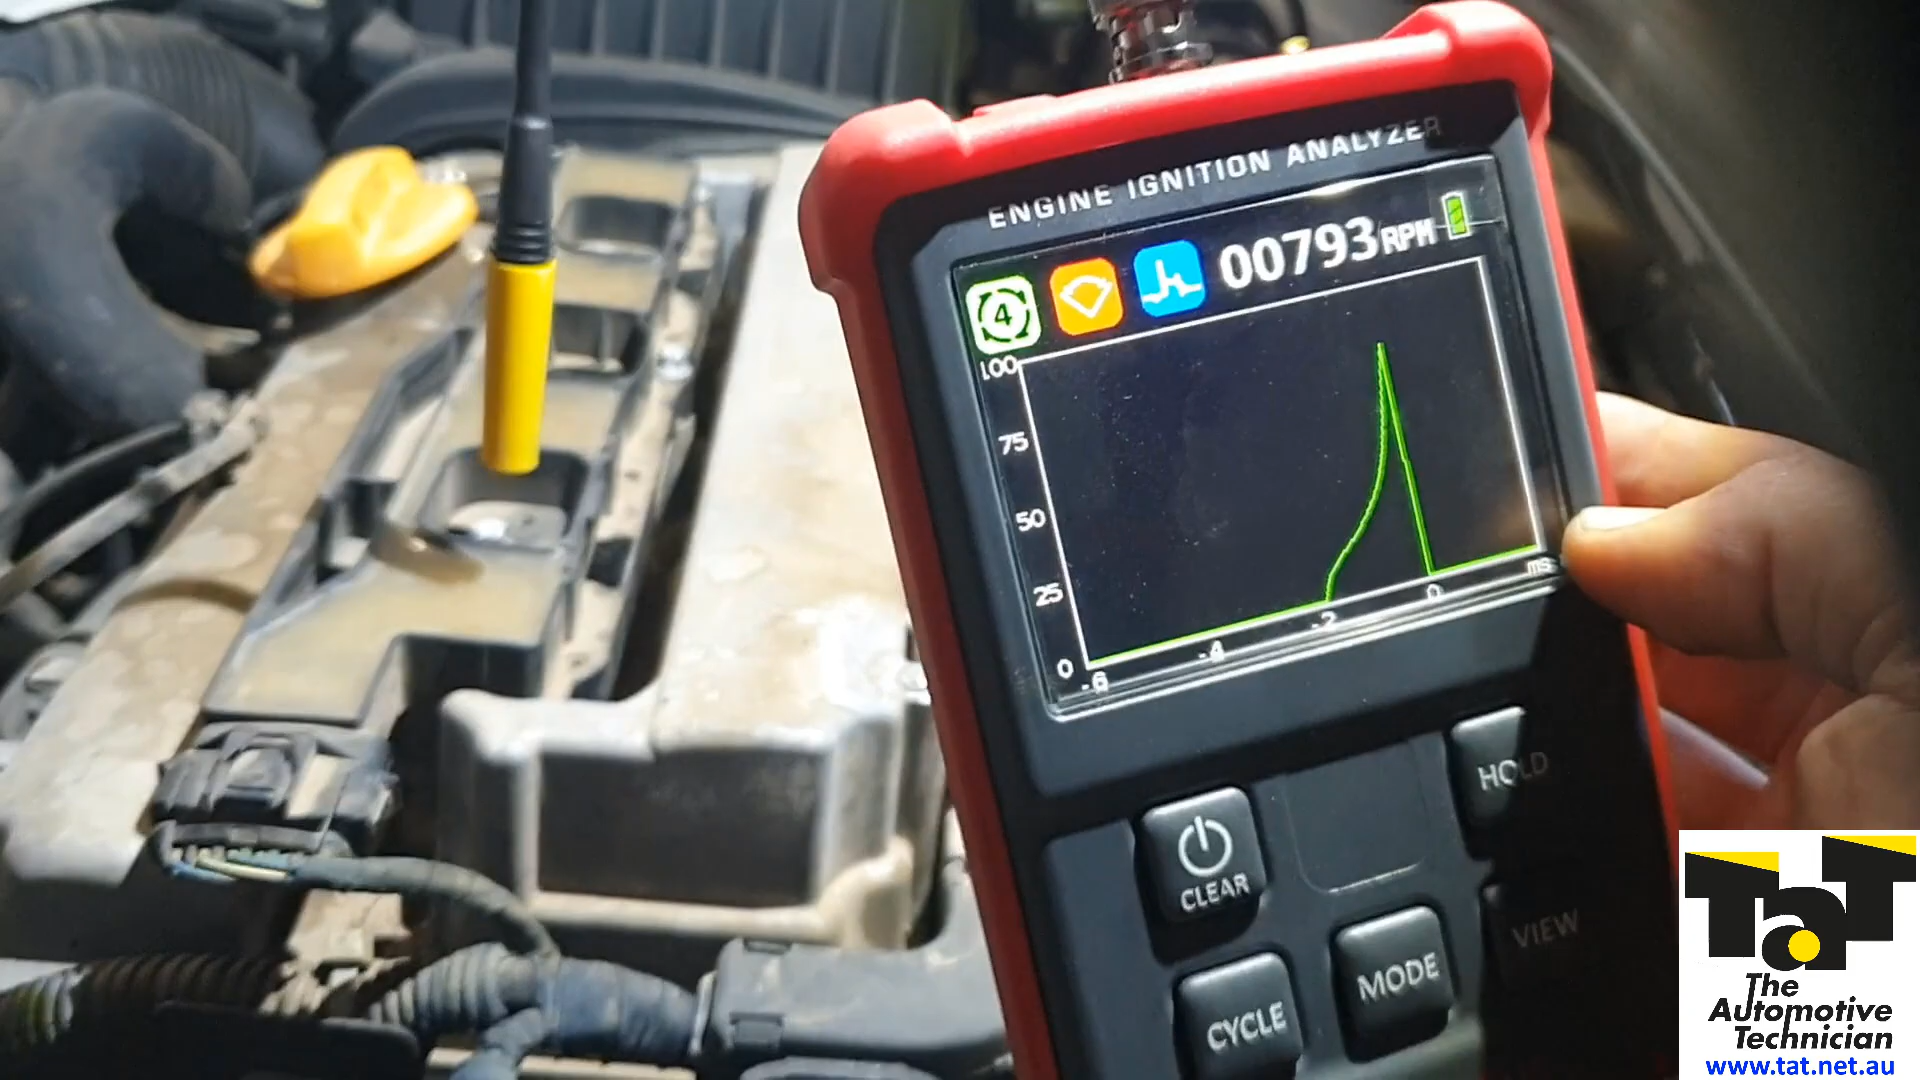 ENGINE IGNITION ANALYZER
4
00793RPM
100
75
50
25
0
-6
-4
-2
0
ms
HOLD
CLEAR
VIEW
MODE
CYCLE
TaT
The
Automotive
Technician
www.tat.net.au